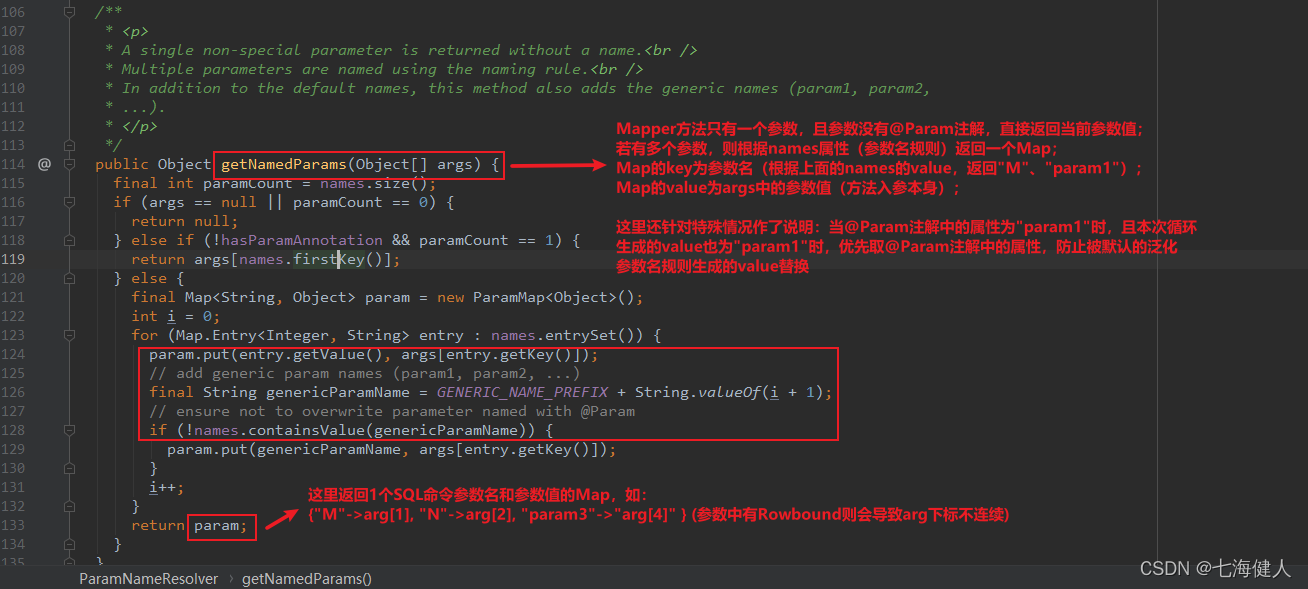 106 /**
107 * <p>
108 * A single non-special parameter is returned without a name.<br />
109 * Multiple parameters are named using the naming rule.<br />
110 * In addition to the default names, this method also adds the generic names (param1, param2,
111 * ...).
112 * </p>
113 */
Mapper方法只有一个参数，且参数没有@Param注解，直接返回当前参数值；
若有多个参数，则根据names属性（参数名规则）返回一个Map；
Map的key为参数名（根据上面的names的value，返回"M"、"param1"）；
Map的value为args中的参数值（方法入参本身）；
这里还针对特殊情况作了说明：当@Param注解中的属性为"param1"时，且本次循环
生成的value也为"param1"时，优先取@Param注解中的属性，防止被默认的泛化
参数名规则生成的value替换
114 @ public Object getNamedParams(Object[] args) {
115 final int paramCount = names.size();
116 if (args == null || paramCount == 0) {
117 return null;
118 } else if (!hasParamAnnotation && paramCount == 1) {
119 return args[names.firstKey()];
120 } else {
121 final Map<String, Object> param = new ParamMap<Object>();
122 int i = 0;
123 for (Map.Entry<Integer, String> entry : names.entrySet()) {
124 param.put(entry.getValue(), args[entry.getKey()]);
125 // add generic param names (param1, param2, ...)
126 final String genericParamName = GENERIC_NAME_PREFIX + String.valueOf(i + 1);
127 // ensure not to overwrite parameter named with @Param
128 if (!names.containsValue(genericParamName)) {
129 param.put(genericParamName, args[entry.getKey()]);
130 }
131 i++;
132 }
133 return param;
这里返回1个SQL命令参数名和参数值的Map，如：
{"M"->arg[1], "N"->arg[2], "param3"->"arg[4]" } (参数中有Rowbound则会导致arg下标不连续)
134 }
135 }
ParamNameResolver › getNamedParams()
CSDN @七海健人